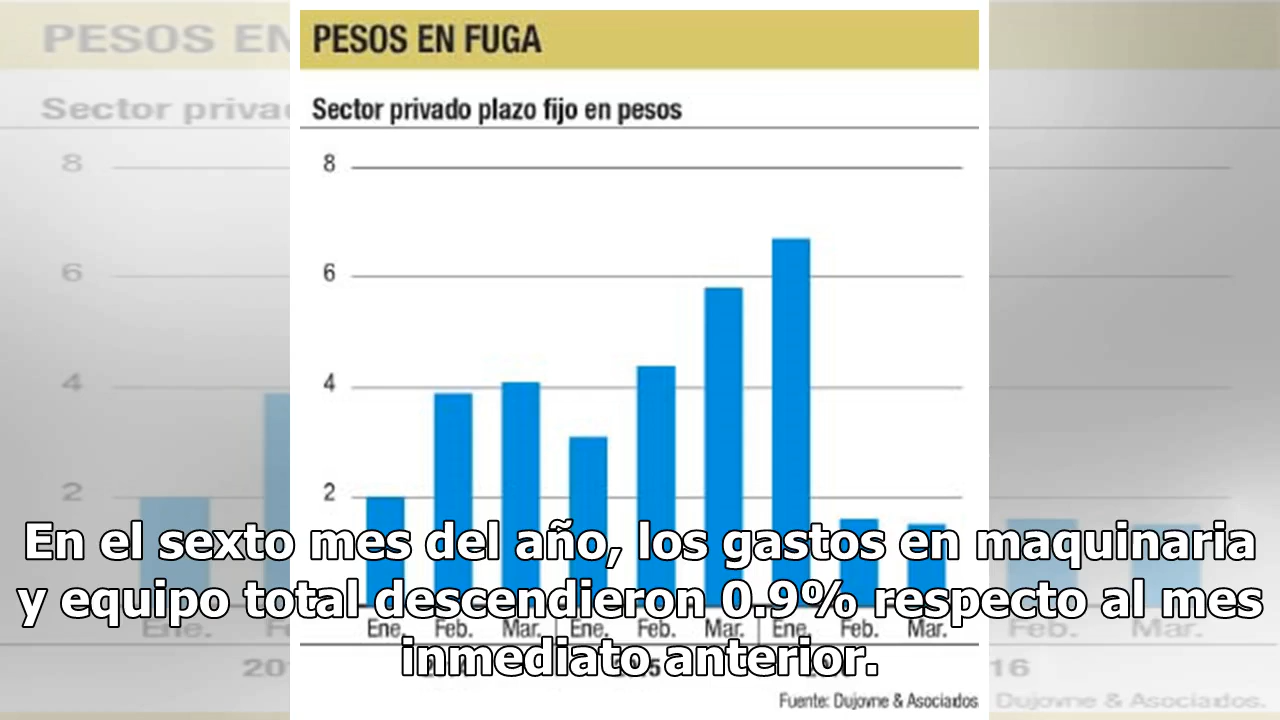 PESOS EN FUGA
Sector privado plazo fijo en pesos
8
6
4
2
Ene. Feb. Mar. Ene. Feb. Mar. Ene. Feb. Mar.
En el sexto mes del año, los gastos en maquinaria
y equipo total descendieron 0.9% respecto al mes
inmediato anterior.
Fuente: Dujovne & Asociados